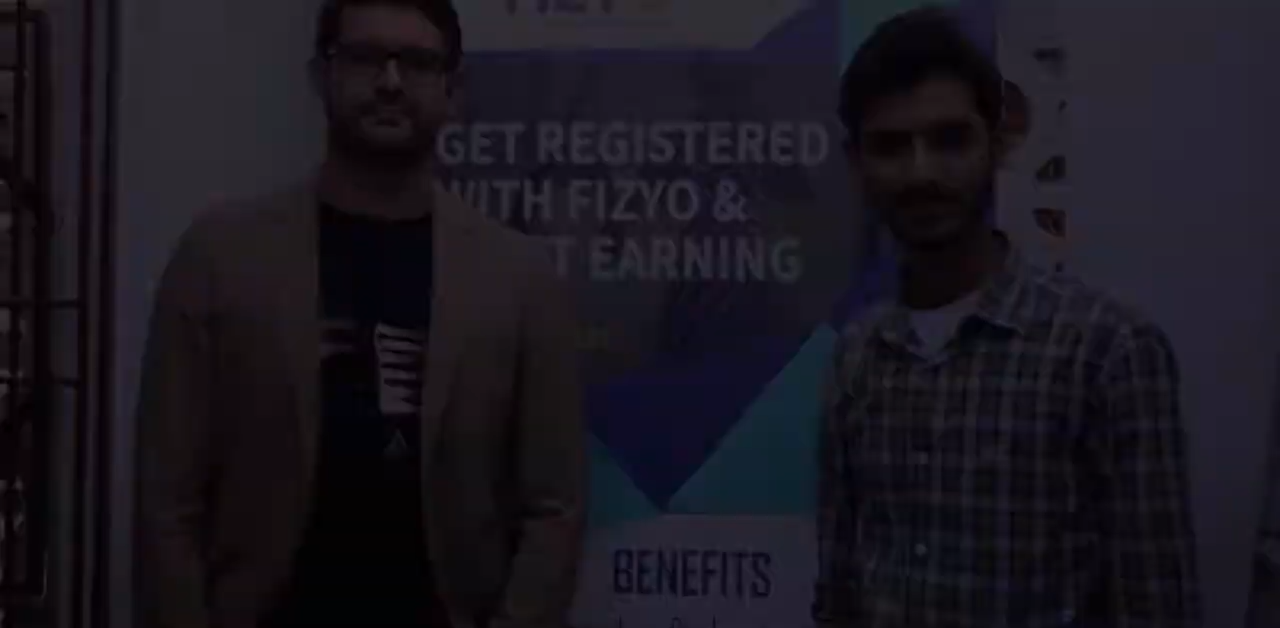 GET REGISTERED
WITH FIZYO &
T EARNING
BENEFITS